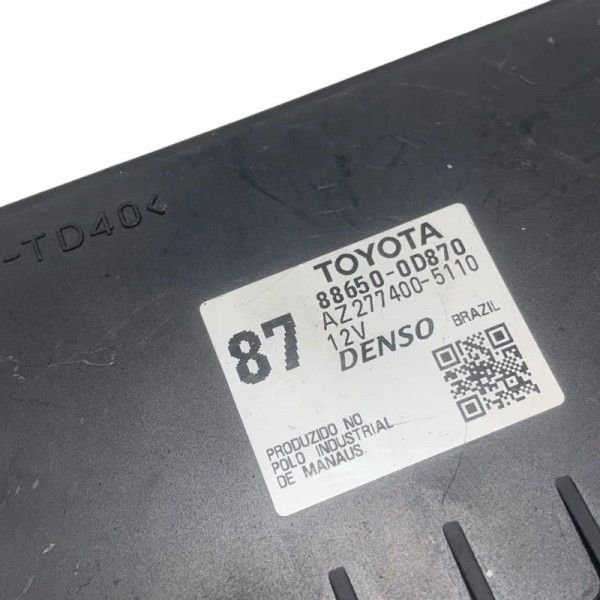 -TD40<
TOYOTA
88650-0D870
AZ277400-5110
12V
87
DENSO
BRAZIL
PRODUZIDO NO
POLO INDUSTRIAL
DE MANAUS